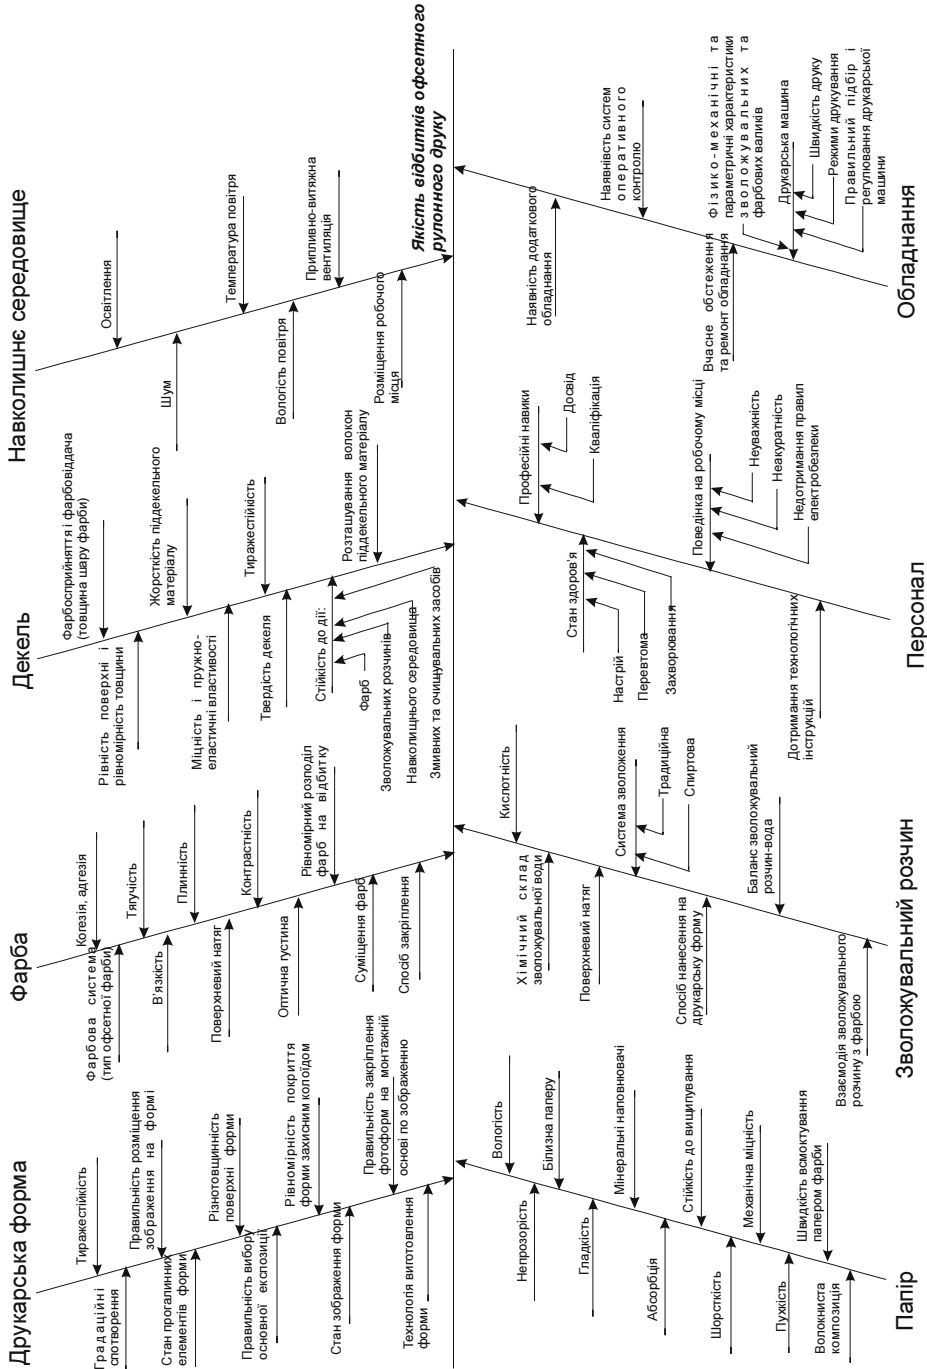 Друкарська форма
Тиражестійкість
Градаційні
спотворення
Правильність розміщення
зображення на формі
Стан прогалинних
елементів форми
Різнотовщинність
поверхні форми
Правильність вибору
основної експозиції
Рівномірність покриття
форми захисним колоїдом
Стан зображення форми
Правильність закріплення
фотоформ на монтажній
основі по зображенню
Технологія виготовлення
форми
Фарба
Когезія, адгезія
Фарбова система
(тип офсетної фарби)
Тягучість
В'язкість
Плинність
Поверхневий натяг
Контрастність
Оптична густина
Рівномірний розподіл
фарб на відбитку
Суміщення фарб
Спосіб закріплення
Декель
Фарбосприйняття і фарбовіддача
(товщина шару фарби)
Рівність поверхні і
рівномірність товщини
Жорсткість піддекельного
матеріалу
Міцність і пружно-
еластичні властивості
Тиражестійкість
Твердість декеля
Стійкість до дії:
Фарб
Зволожувальних розчинів
Навколишнього середовища
Змивних та очищувальних засобів
Розташування волокон
піддекельного матеріалу
Навколишнє середовище
Освітлення
Шум
Температура повітря
Вологість повітря
Припливно-витяжна
вентиляція
Розміщення робочого
місця
Якість відбитків офсетного
рулонного друку
Папір
Вологість
Непрозорість
Білизна паперу
Гладкість
Мінеральні наповнювачі
Абсорбція
Стійкість до вищипування
Шорсткість
Механічна міцність
Пухкість
Швидкість всмоктування
папером фарби
Волокниста
композиція
Зволожувальний розчин
Кислотність
Хімічний склад
зволожувальної води
Поверхневий натяг
Система зволоження
Традиційна
Спиртова
Спосіб нанесення на
друкарську форму
Баланс зволожувальний
розчин-вода
Взаємодія зволожувального
розчину з фарбою
Персонал
Професійні навики
Досвід
Кваліфікація
Стан здоров'я
Настрій
Перевтома
Захворювання
Поведінка на робочому місці
Неуважність
Неакуратність
Недотримання правил
електробезпеки
Дотримання технологічних
інструкцій
Обладнання
Наявність додаткового
обладнання
Наявнівсть систем
оперативного
контролю
Вчасне обстеження
та ремонт обладнання
Фізико-механічні та
параметричні характеристики
зволожувальних та
фарбових валиків
Друкарська машина
Швидкість друку
Режими друкування
Правильний підбір і
регулювання друкарської
машини